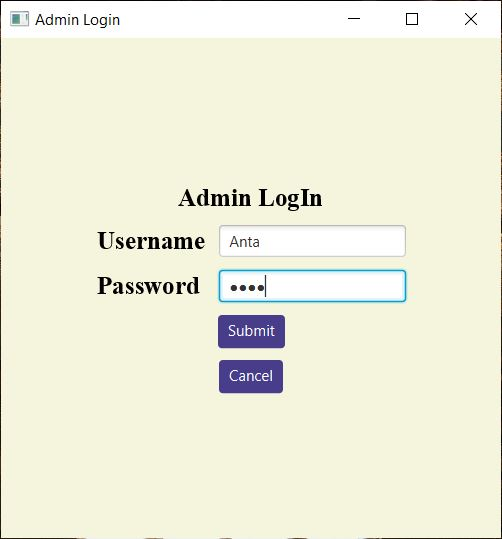 Admin Login
Admin LogIn
Username Anta
Password ••••
Submit
Cancel